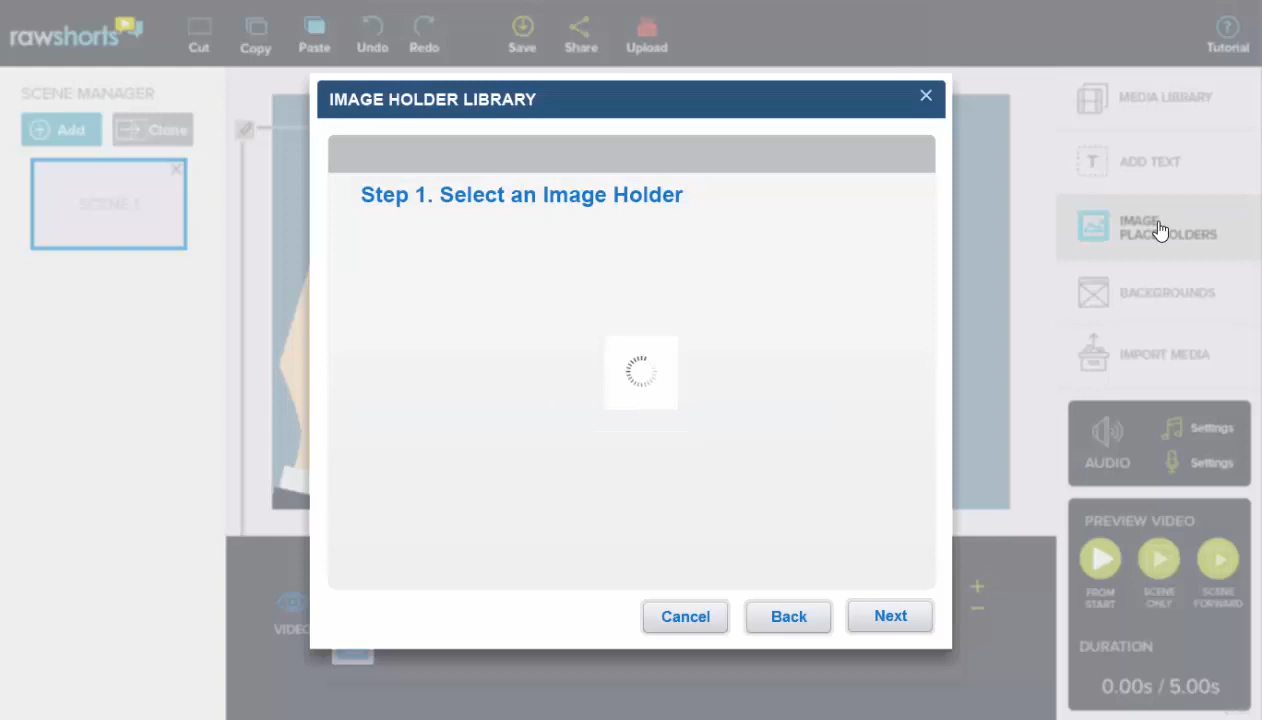 rawshorts
Cut
Copy
Paste
Undo
Redo
Save
Share
Upload
Tutorial
SCENE MANAGER
Add
Clone
SCENE 1
IMAGE HOLDER LIBRARY
Step 1. Select an Image Holder
Cancel
Back
Next
MEDIA LIBRARY
T ADD TEXT
IMAGE
PLACEHOLDERS
BACKGROUNDS
IMPORT MEDIA
AUDIO
Settings
Settings
PREVIEW VIDEO
FROM
START
SCENE
ONLY
SCENE
FORWARD
DURATION
0.00s / 5.00s
VIDEO